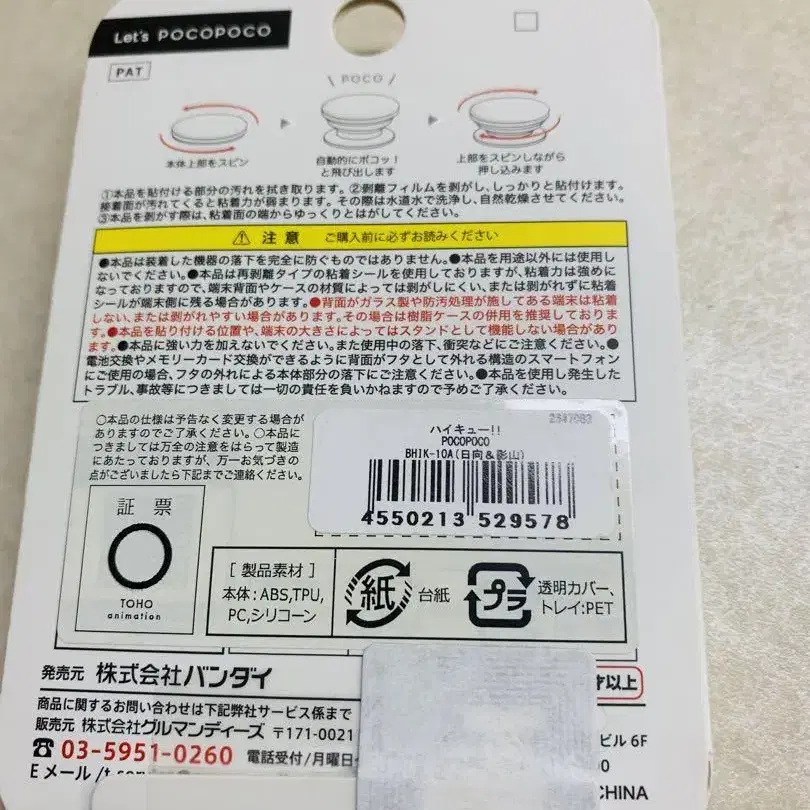 Let's POCOPOCO
PAT
\ POCO /
本体上部をスピン
自動的にポコッ!
と飛び出します
上部をスピンしながら
押し込みます
①本品を貼付ける部分の汚れを拭き取ります。②剥離フィルムを剥がし、しっかりと貼付けます。
接着面が汚れてくると粘着力が弱まります。その際は水道水で洗浄し、自然乾燥させてください。
③本品を剥がす際は、粘着面の端からゆっくりとはがしてください。
⚠ 注意 ご購入前に必ずお読みください
●本品は装着した機器の落下を完全に防ぐものではありません。●本品を用途以外には使用し
ないでください。●本品は再剥離タイプの粘着シールを使用しておりますが、粘着力は強めに
なっておりますので、端末背面やケースの材質によっては剥がしにくい、または剥がれずに粘着
シールが端末側に残る場合があります。●背面がガラス製や防汚処理が施してある端末は粘着
しない、または剥がれやすい場合があります。その場合は樹脂ケースの併用を推奨しておりま
す。●本品を貼り付ける位置や、端末の大きさによってはスタンドとして機能しない場合があり
ます。●本品に強い力を加えないでください。また使用中の落下、衝突などにご注意ください。●
電池交換やメモリーカード交換ができるように背面がフタとして外れる構造のスマートフォン
にご使用の場合、フタの外れによる本体部分の落下にご注意ください。●本品を使用し発生した
トラブル、事故等につきましては一切の責任を負いかねますので予めご了承ください。
○本品の仕様は予告なく変更する場合が
ありますのでご了承ください。○本品に
つきましては万全の注意をはらって製造
にあたっておりますが、万一お気づきの
点がございましたら下記までご連絡ください。
2547083
ハイキュー!!
POCOPOCO
BHIK-10A(日向&影山)
4550213 529578
証票
TOHO
animation
[ 製品素材 ]
本体:ABS,TPU,
PC,シリコーン
紙 台紙
プラ 透明カバー、
トレイ:PET
発売元 株式会社バンダイ
才以上
商品に関するお問い合わせは下記弊社サービス係まで
販売元 株式会社グルマンディーズ 〒171-0021
ビル 6F
☎ 03-5951-0260 電話受付/月曜日
00
Eメール
CHINA